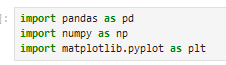 ]:
import pandas as pd
import numpy as np
import matplotlib.pyplot as plt